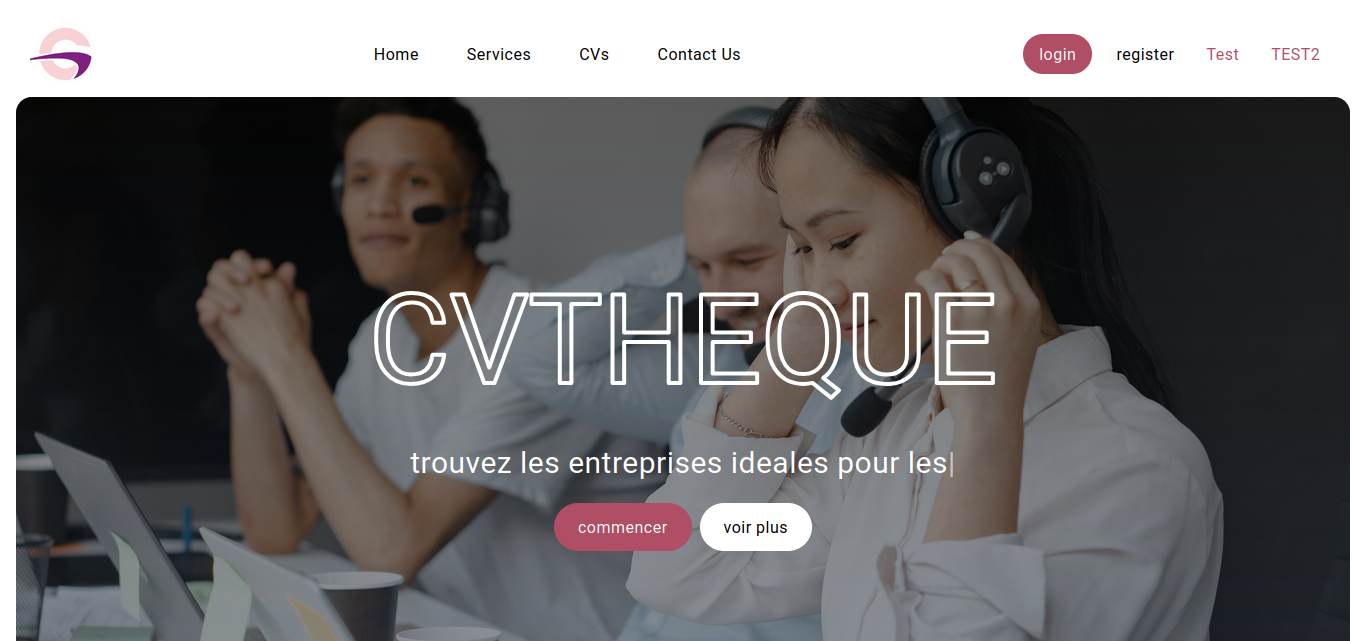 Home Services CVs Contact Us login register Test TEST2
CVTHEQUE
trouvez les entreprises ideales pour les|
commencer voir plus